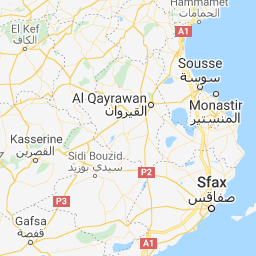 Hammamet
الحمامات
El Kef
الكاف
A1
Sousse
سوسة
Al Qayrawan
القيروان
Monastir
المنستير
Kasserine
القصرين
Sidi Bouzid
سيدي بوزيد
P2
Sfax
صفاقس
P3
Gafsa
قفصة
A1